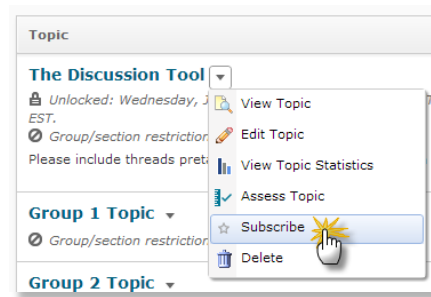 Topic
The Discussion Tool
Unlocked: Wednesday, J
EST.
Group/section restriction
Please include threads preta
View Topic
Edit Topic
View Topic Statistics
Assess Topic
Subscribe
Delete
Group 1 Topic
Group/section restriction
Group 2 Topic